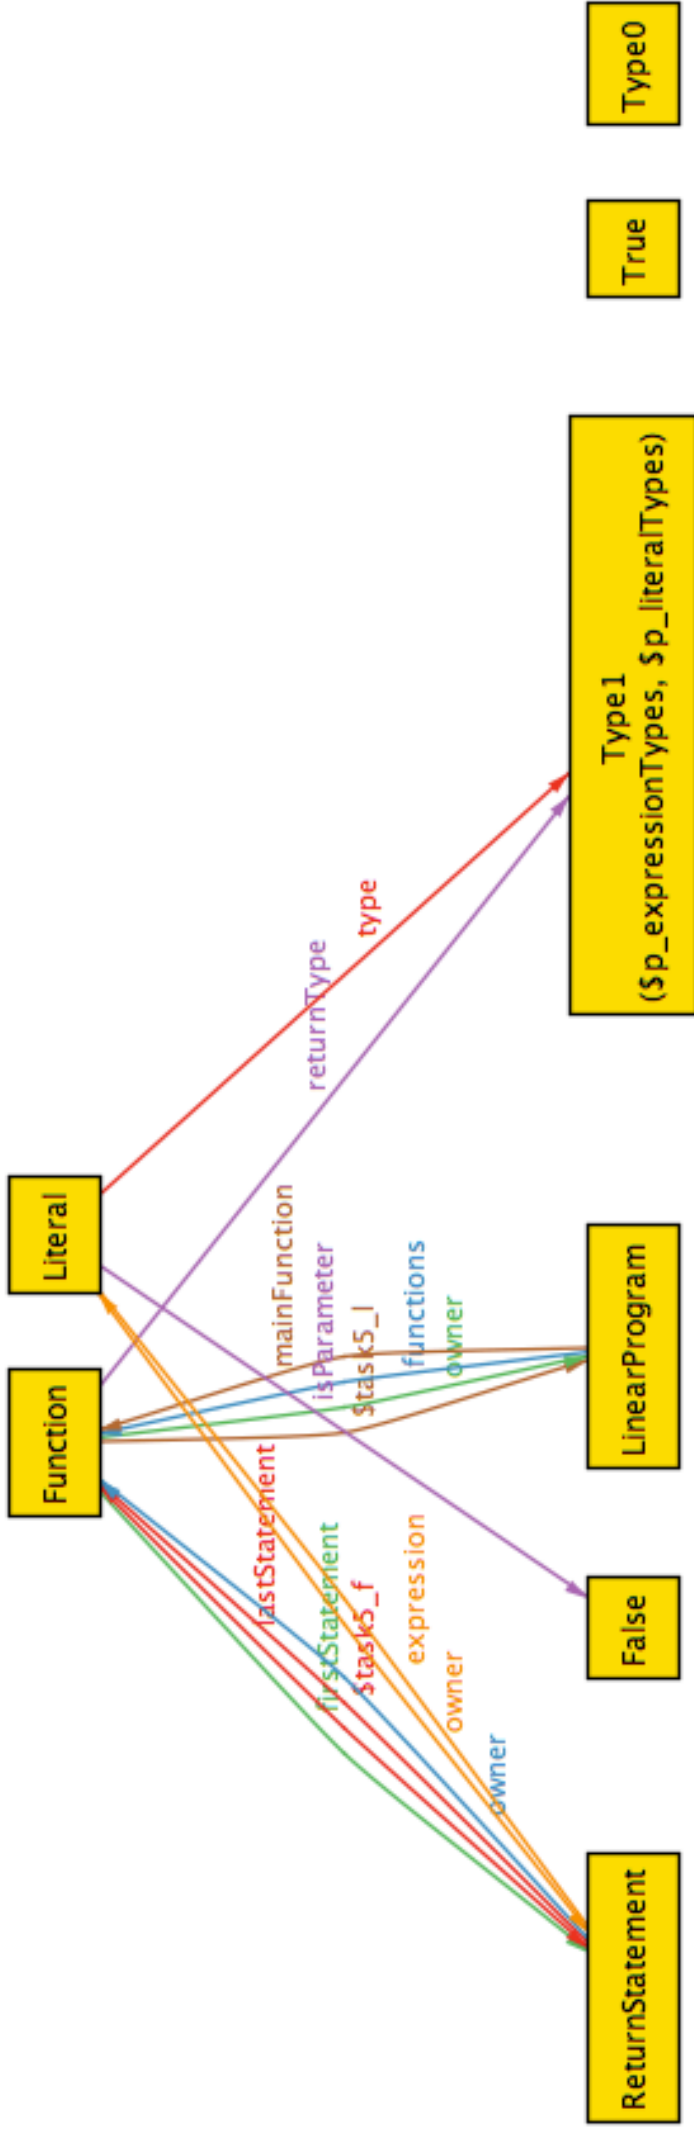 Function
Literal
lastStatement
mainFunction
firstStatement
isParameter
returnType
$task5_f
$task5_l
type
expression
functions
owner
owner
owner
ReturnStatement
False
LinearProgram
Type1
($p_expressionTypes, $p_literalTypes)
True
Type0